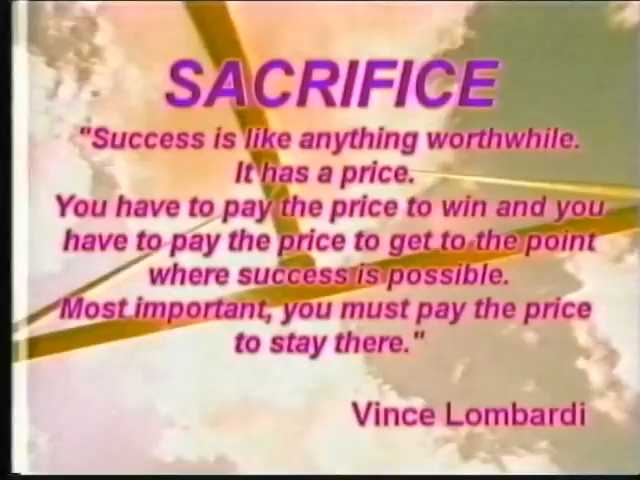 SACRIFICE
"Success is like anything worthwhile.
It has a price.
You have to pay the price to win and you
have to pay the price to get to the point
where success is possible.
Most important, you must pay the price
to stay there."
Vince Lombardi